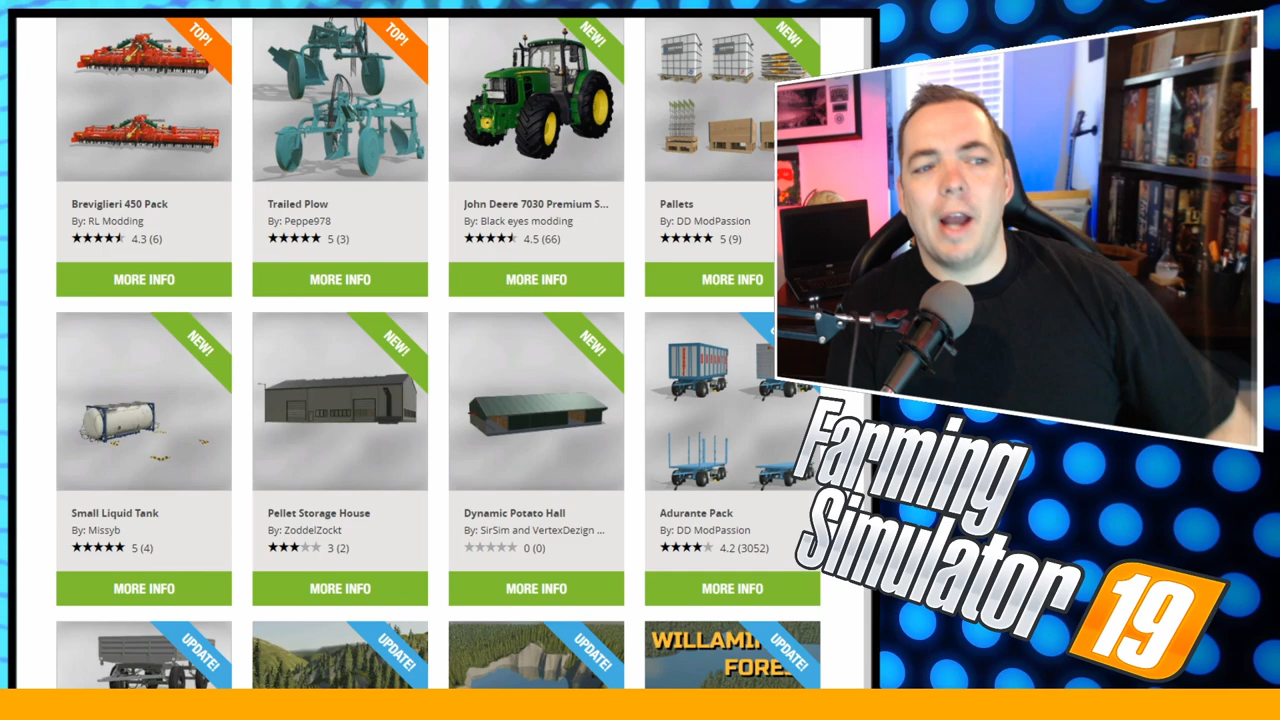 TOP!
TOP!
NEW!
NEW!
Breviglieri 450 Pack
By: RL Modding
4.3 (6)
MORE INFO
Trailed Plow
By: Peppe978
5 (3)
MORE INFO
John Deere 7030 Premium S...
By: Black eyes modding
4.5 (66)
MORE INFO
Pallets
By: DD ModPassion
5 (9)
MORE INFO
NEW!
NEW!
NEW!
Small Liquid Tank
By: Missyb
5 (4)
MORE INFO
Pellet Storage House
By: ZoddelZockt
3 (2)
MORE INFO
Dynamic Potato Hall
By: SirSim and VertexDezign ...
0 (0)
MORE INFO
Adurante Pack
By: DD ModPassion
4.2 (3052)
MORE INFO
UPDATE!
UPDATE!
UPDATE!
UPDATE!
Farming
Simulator 19